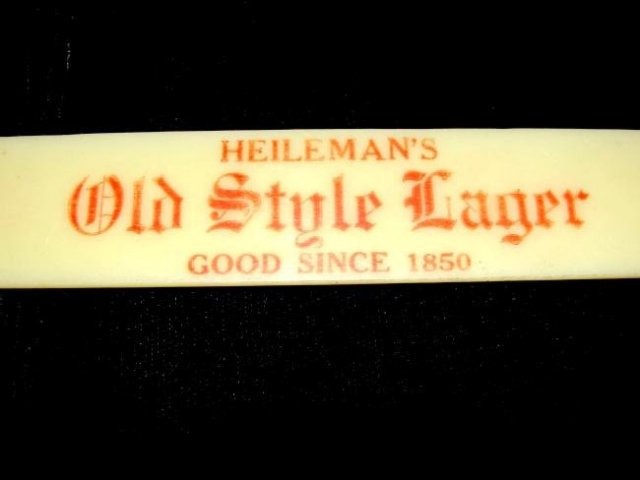 HEILEMAN'S
Old Style Lager
GOOD SINCE 1850